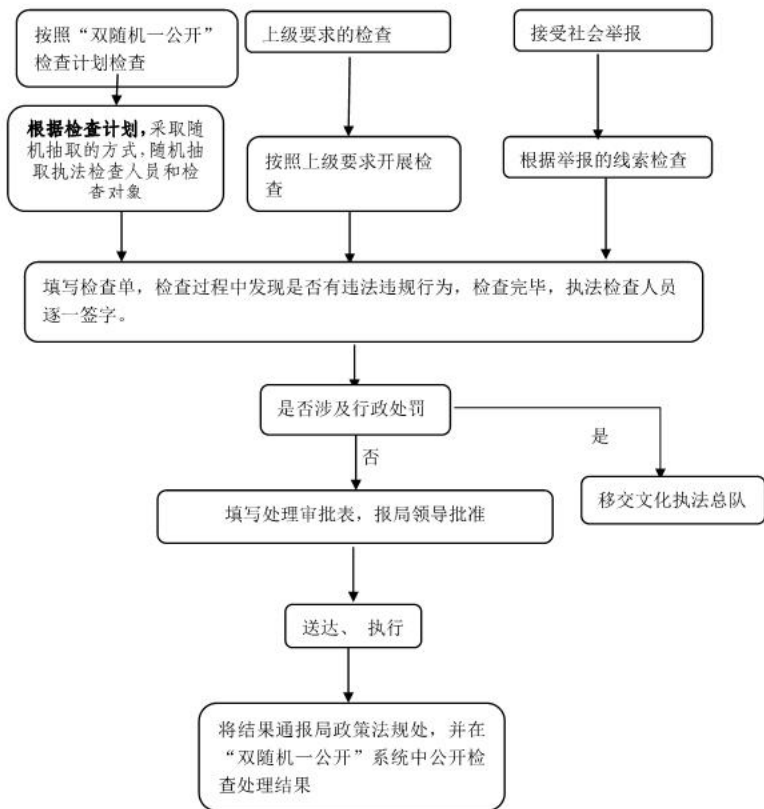 按照“双随机一公开”
检查计划检查
上级要求的检查
接受社会举报
根据检查计划，采取随
机抽取的方式，随机抽
取执法检查人员和检
查对象
按照上级要求开展检
查
根据举报的线索检查
填写检查单，检查过程中发现是否有违法违规行为，检查完毕，执法检查人员
逐一签字。
是否涉及行政处罚
是
否
移交文化执法总队
填写处理审批表，报局领导批准
送达、 执行
将结果通报局政策法规处，并在
“双随机一公开”系统中公开检
查处理结果